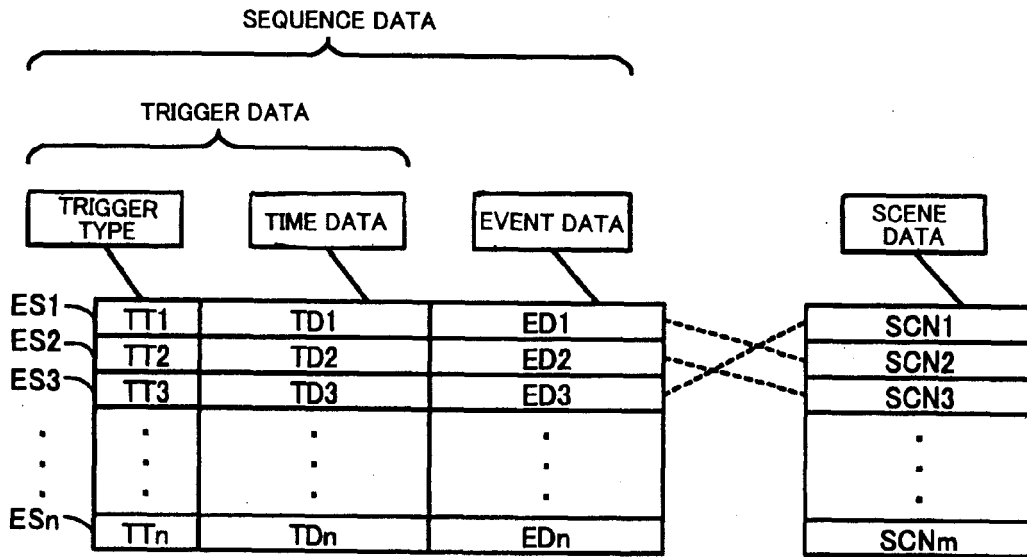 SEQUENCE DATA
TRIGGER DATA
TRIGGER TYPE
TIME DATA
EVENT DATA
SCENE DATA
ES1 TT1 TD1 ED1 SCN1
ES2 TT2 TD2 ED2 SCN2
ES3 TT3 TD3 ED3 SCN3
ESn TTn TDn EDn SCNm